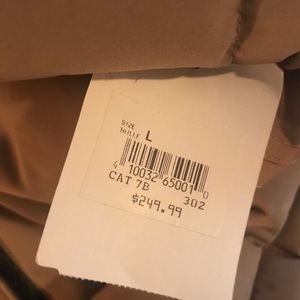 SIZE
TAILLE L
4 10032 65001 0
CAT 7B 302
$249.99